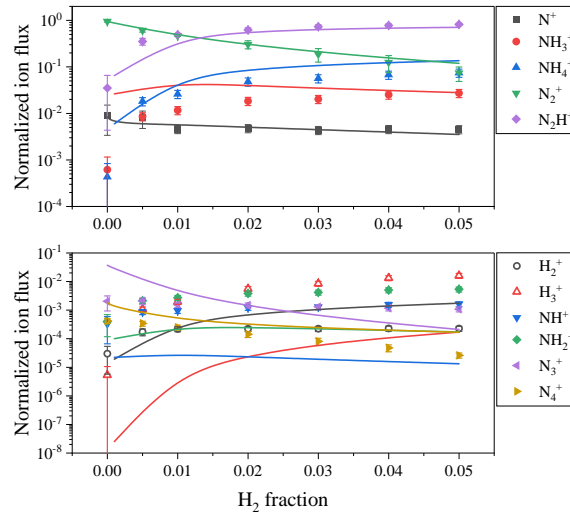 Normalized ion flux
10⁰
10⁻¹
10⁻²
10⁻³
10⁻⁴
0.00 0.01 0.02 0.03 0.04 0.05
N⁺
NH₃⁺
NH₄⁺
N₂⁺
N₂H⁺
Normalized ion flux
10⁻¹
10⁻²
10⁻³
10⁻⁴
10⁻⁵
10⁻⁶
10⁻⁷
10⁻⁸
0.00 0.01 0.02 0.03 0.04 0.05
H₂ fraction
H₂⁺
H₃⁺
NH⁺
NH₂⁺
N₃⁺
N₄⁺